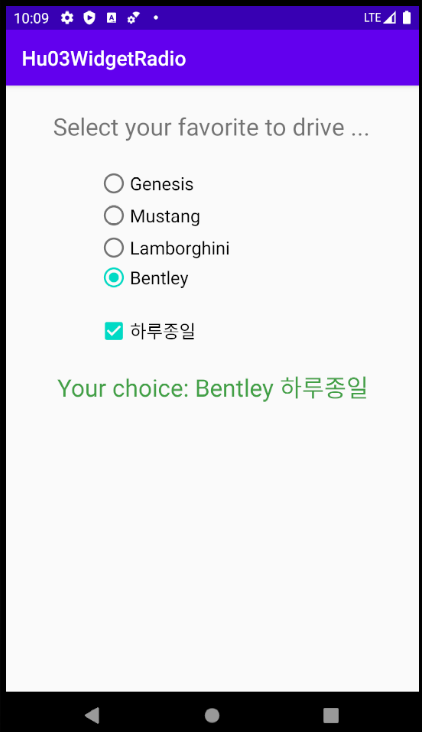 10:09
LTE
Hu03WidgetRadio
Select your favorite to drive ...
Genesis
Mustang
Lamborghini
Bentley
하루종일
Your choice: Bentley 하루종일